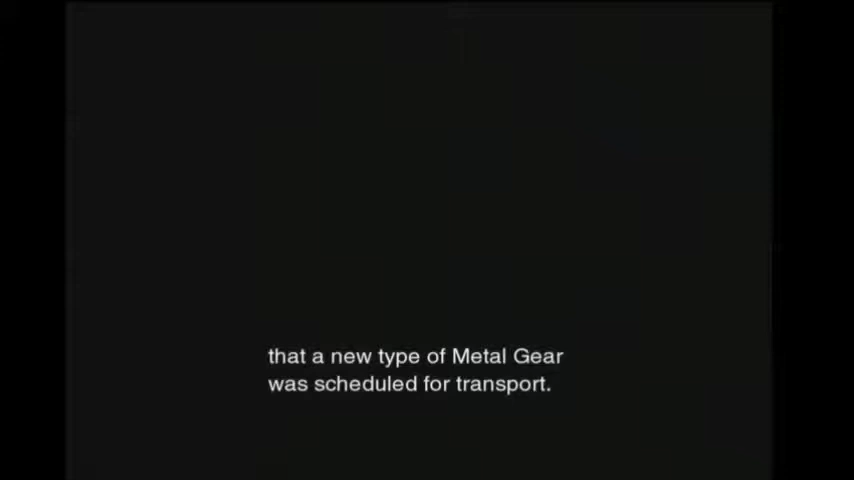 that a new type of Metal Gear
was scheduled for transport.